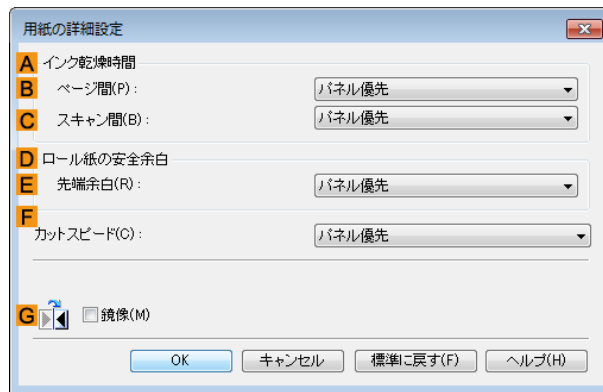 用紙の詳細設定
A インク乾燥時間
B ページ間(P) : パネル優先
C スキャン間(B) : パネル優先
D ロール紙の安全余白
E 先端余白(R) : パネル優先
F
カットスピード(C) : パネル優先
G 鏡像(M)
OK キャンセル 標準に戻す(F) ヘルプ(H)